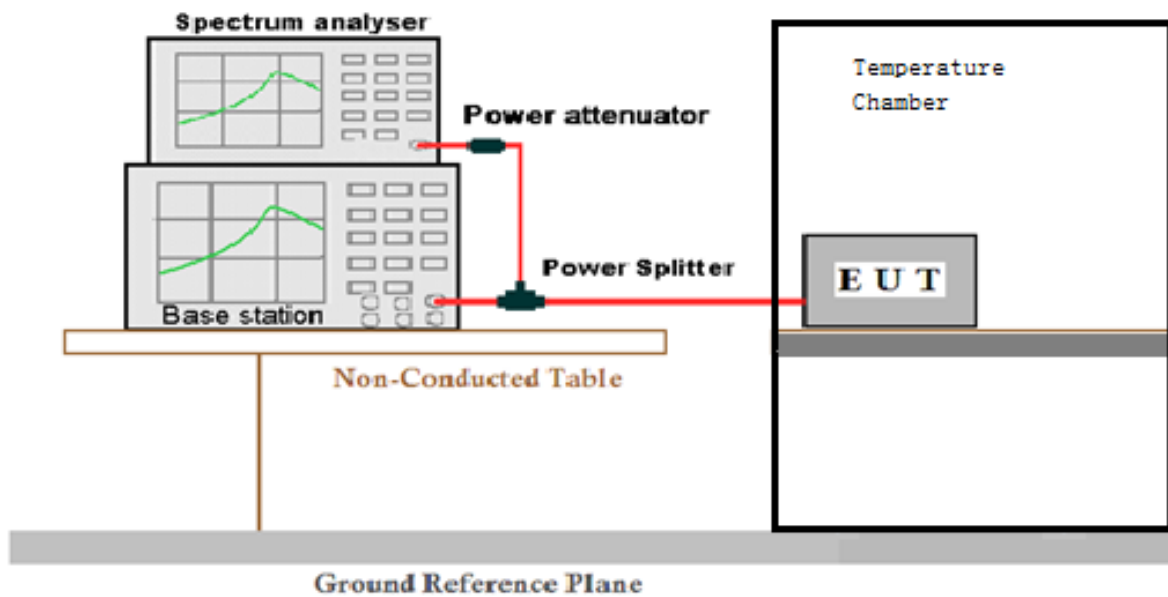 Spectrum analyser
Temperature
Chamber
Power attenuator
Power Splitter
E U T
Base station
Non-Conducted Table
Ground Reference Plane